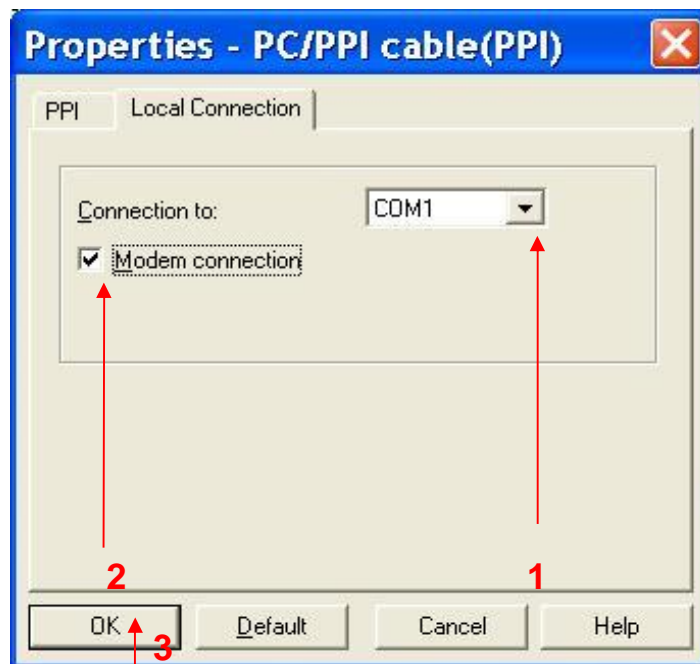 Properties - PC/PPI cable(PPI)
PPI Local Connection
Connection to: COM1
Modem connection
2 1
OK Default Cancel Help
3